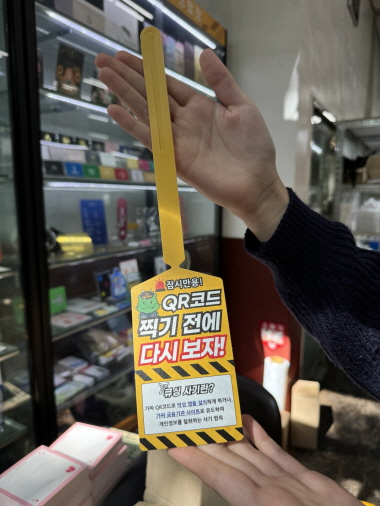 잠시만요!
QR코드
찍기 전에
다시 보자!
큐싱 사기란?
가짜 QR코드로 악성 앱을 설치하게 하거나,
가짜 금융기관 사이트로 유도하여
개인정보를 탈취하는 사기 범죄